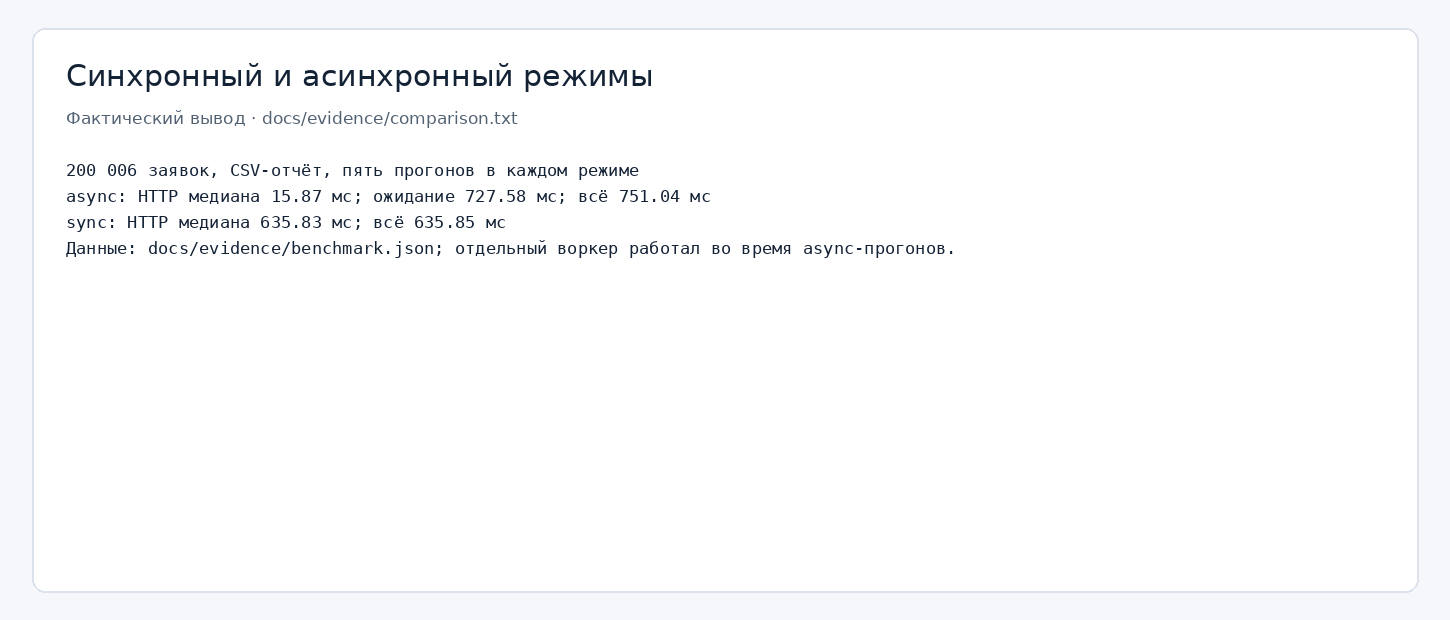 Синхронный и асинхронный режимы
Фактический вывод · docs/evidence/comparison.txt
200 006 заявок, CSV-отчёт, пять прогонов в каждом режиме
async: HTTP медиана 15.87 мс; ожидание 727.58 мс; всё 751.04 мс
sync: HTTP медиана 635.83 мс; всё 635.85 мс
Данные: docs/evidence/benchmark.json; отдельный воркер работал во время async-прогонов.